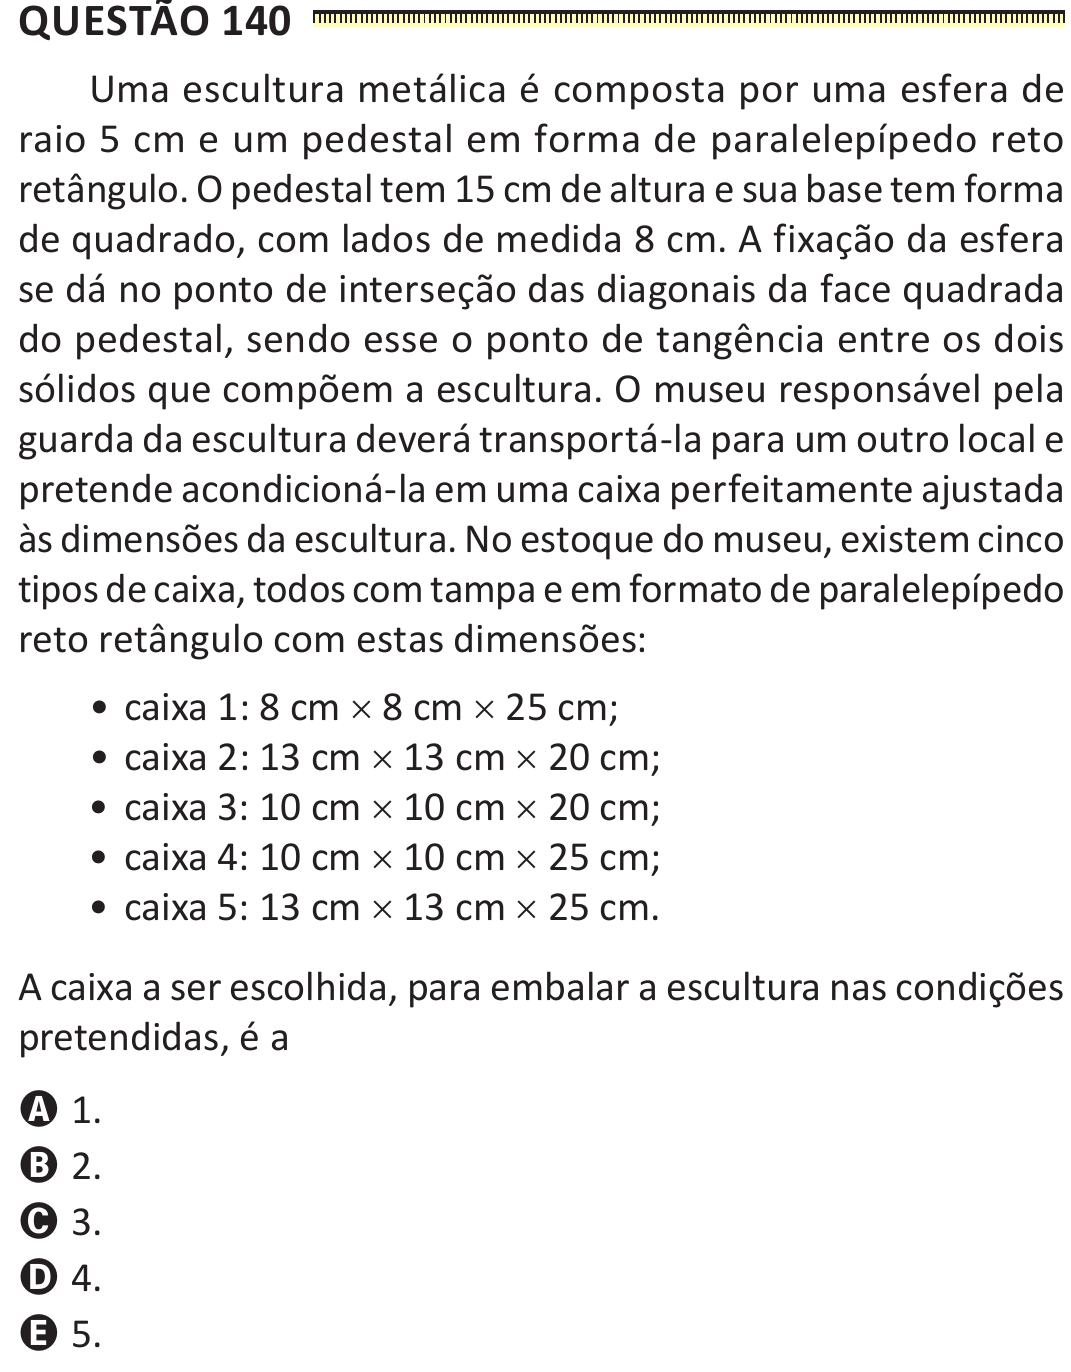 QUESTÃO 140
Uma escultura metálica é composta por uma esfera de
raio 5 cm e um pedestal em forma de paralelepípedo reto
retângulo. O pedestal tem 15 cm de altura e sua base tem forma
de quadrado, com lados de medida 8 cm. A fixação da esfera
se dá no ponto de interseção das diagonais da face quadrada
do pedestal, sendo esse o ponto de tangência entre os dois
sólidos que compõem a escultura. O museu responsável pela
guarda da escultura deverá transportá-la para um outro local e
pretende acondicioná-la em uma caixa perfeitamente ajustada
às dimensões da escultura. No estoque do museu, existem cinco
tipos de caixa, todos com tampa e em formato de paralelepípedo
reto retângulo com estas dimensões:
• caixa 1: 8 cm × 8 cm × 25 cm;
• caixa 2: 13 cm × 13 cm × 20 cm;
• caixa 3: 10 cm × 10 cm × 20 cm;
• caixa 4: 10 cm × 10 cm × 25 cm;
• caixa 5: 13 cm × 13 cm × 25 cm.
A caixa a ser escolhida, para embalar a escultura nas condições
pretendidas, é a
A 1.
B 2.
C 3.
D 4.
E 5.